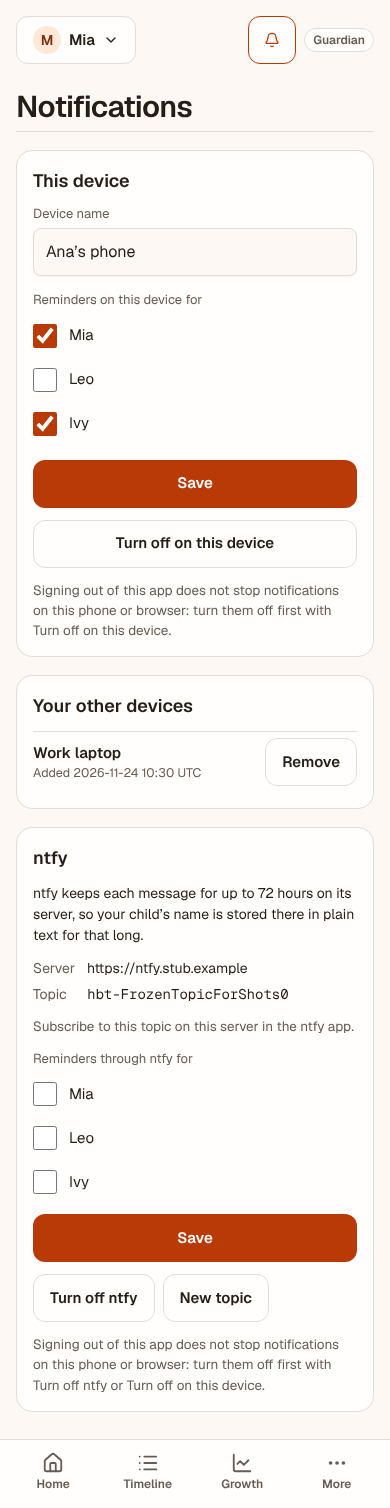 M Mia
Guardian
Notifications
This device
Device name
Ana’s phone
Reminders on this device for
Mia
Leo
Ivy
Save
Turn off on this device
Signing out of this app does not stop notifications
on this phone or browser: turn them off first with
Turn off on this device.
Your other devices
Work laptop
Added 2026-11-24 10:30 UTC
Remove
ntfy
ntfy keeps each message for up to 72 hours on its
server, so your child’s name is stored there in plain
text for that long.
Server https://ntfy.stub.example
Topic hbt-FrozenTopicForShots0
Subscribe to this topic on this server in the ntfy app.
Reminders through ntfy for
Mia
Leo
Ivy
Save
Turn off ntfy New topic
Signing out of this app does not stop notifications
on this phone or browser: turn them off first with
Turn off ntfy or Turn off on this device.
Home Timeline Growth More